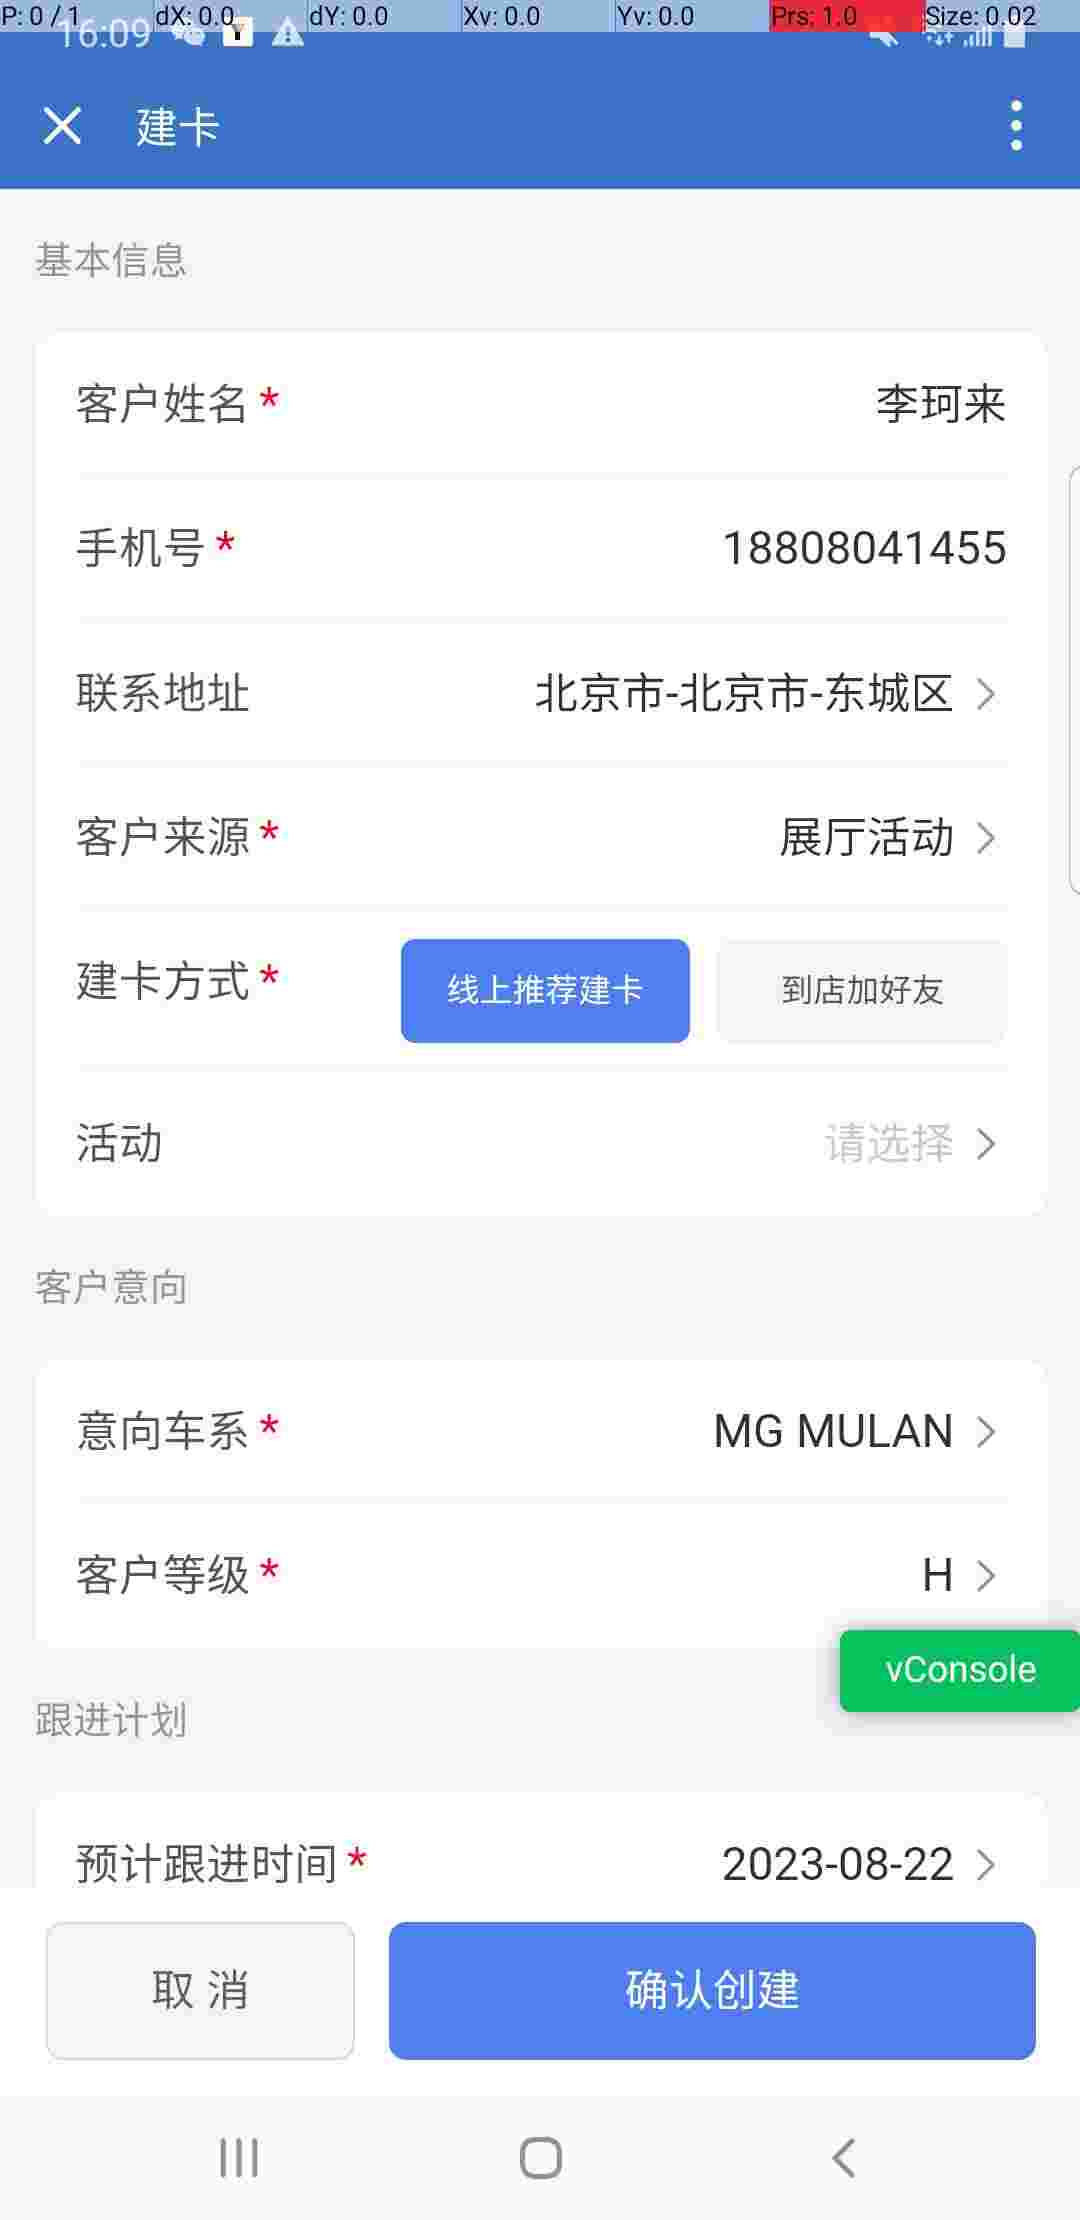 P: 0 / 1 dX: 0.0 dY: 0.0 Xv: 0.0 Yv: 0.0 Prs: 1.0 Size: 0.02
16:09
建卡
基本信息
客户姓名 * 李珂来
手机号 * 18808041455
联系地址 北京市-北京市-东城区
客户来源 * 展厅活动
建卡方式 * 线上推荐建卡 到店加好友
活动 请选择
客户意向
意向车系 * MG MULAN
客户等级 * H
vConsole
跟进计划
预计跟进时间 * 2023-08-22
取 消 确认创建